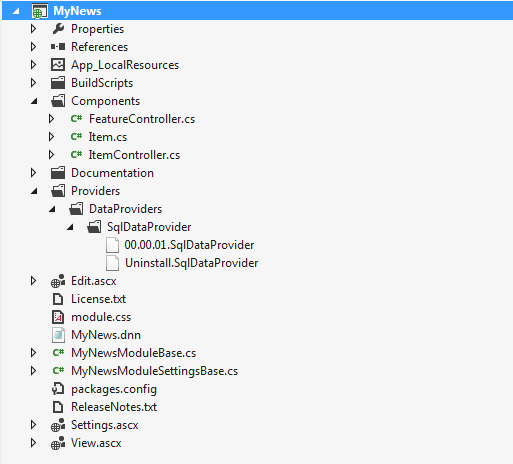 MyNews
Properties
References
App_LocalResources
BuildScripts
Components
FeatureController.cs
Item.cs
ItemController.cs
Documentation
Providers
DataProviders
SqlDataProvider
00.00.01.SqlDataProvider
Uninstall.SqlDataProvider
Edit.ascx
License.txt
module.css
MyNews.dnn
MyNewsModuleBase.cs
MyNewsModuleSettingsBase.cs
packages.config
ReleaseNotes.txt
Settings.ascx
View.ascx